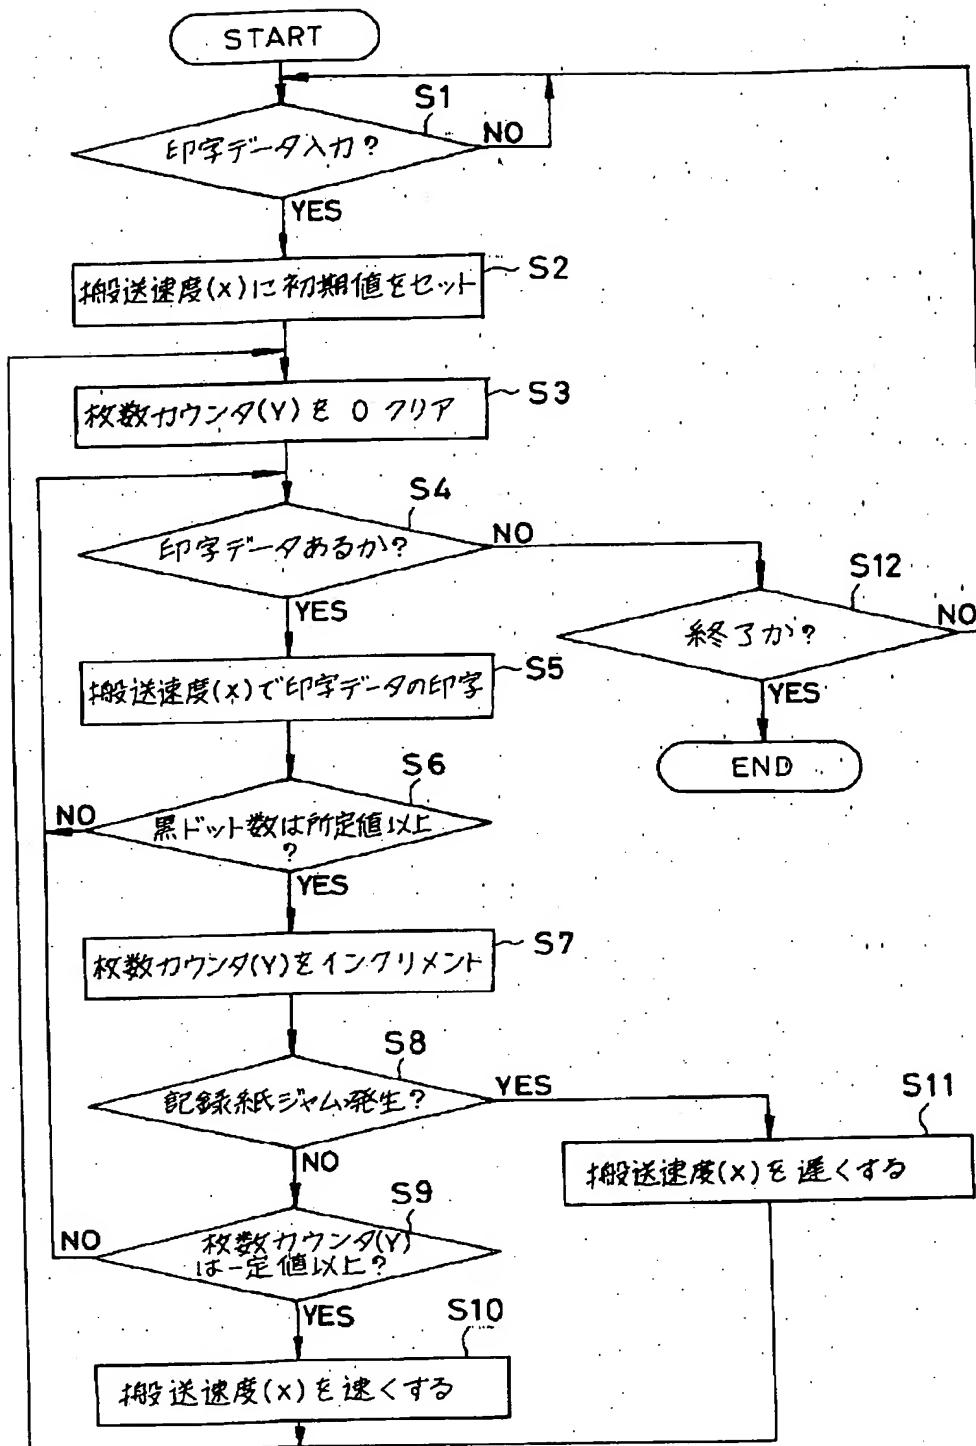 START
S1
印字データ入力?
NO
YES
S2
搬送速度(X)に初期値をセット
S3
枚数カウンタ(Y)を 0 クリア
S4
印字データあるか?
NO
YES
S12
終了か?
NO
YES
END
S5
搬送速度(X)で印字データの印字
S6
NO
黒ドット数は所定値以上
?
YES
S7
枚数カウンタ(Y)をインクリメント
S8
記録紙ジャム発生?
YES
NO
S11
搬送速度(X)を遅くする
S9
NO
枚数カウンタ(Y)
は一定値以上?
YES
S10
搬送速度(X)を速くする